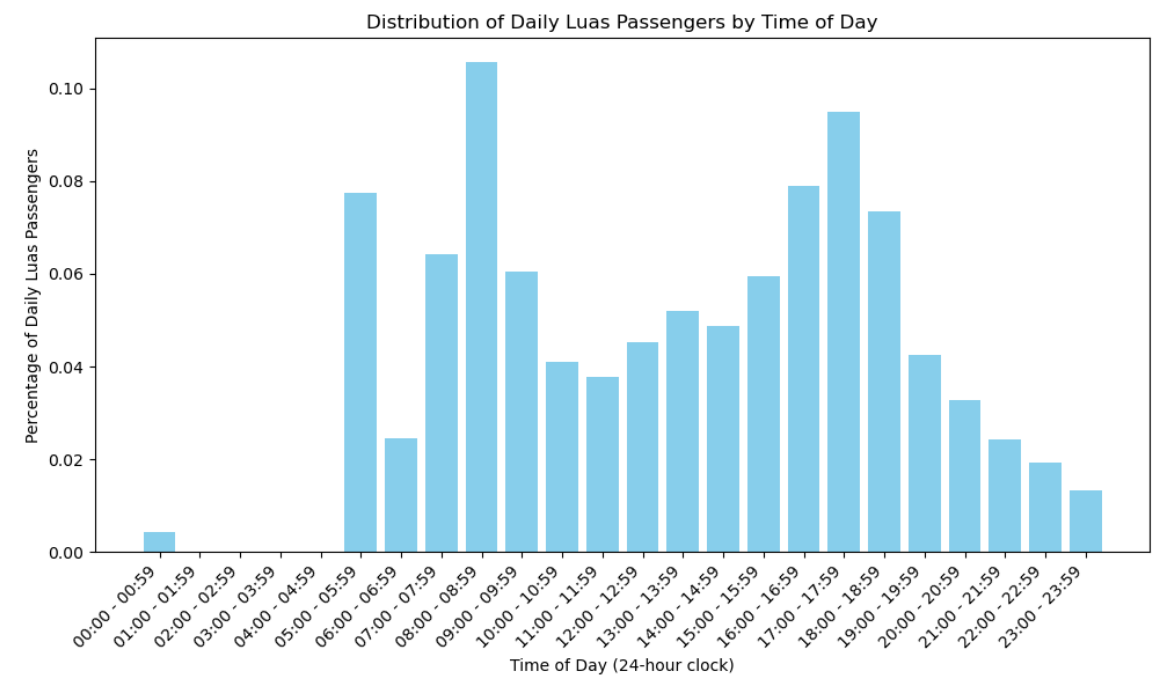 Distribution of Daily Luas Passengers by Time of Day
Percentage of Daily Luas Passengers
0.10
0.08
0.06
0.04
0.02
0.00
00:00 - 00:59
01:00 - 01:59
02:00 - 02:59
03:00 - 03:59
04:00 - 04:59
05:00 - 05:59
06:00 - 06:59
07:00 - 07:59
08:00 - 08:59
09:00 - 09:59
10:00 - 10:59
11:00 - 11:59
12:00 - 12:59
13:00 - 13:59
14:00 - 14:59
15:00 - 15:59
16:00 - 16:59
17:00 - 17:59
18:00 - 18:59
19:00 - 19:59
20:00 - 20:59
21:00 - 21:59
22:00 - 22:59
23:00 - 23:59
Time of Day (24-hour clock)